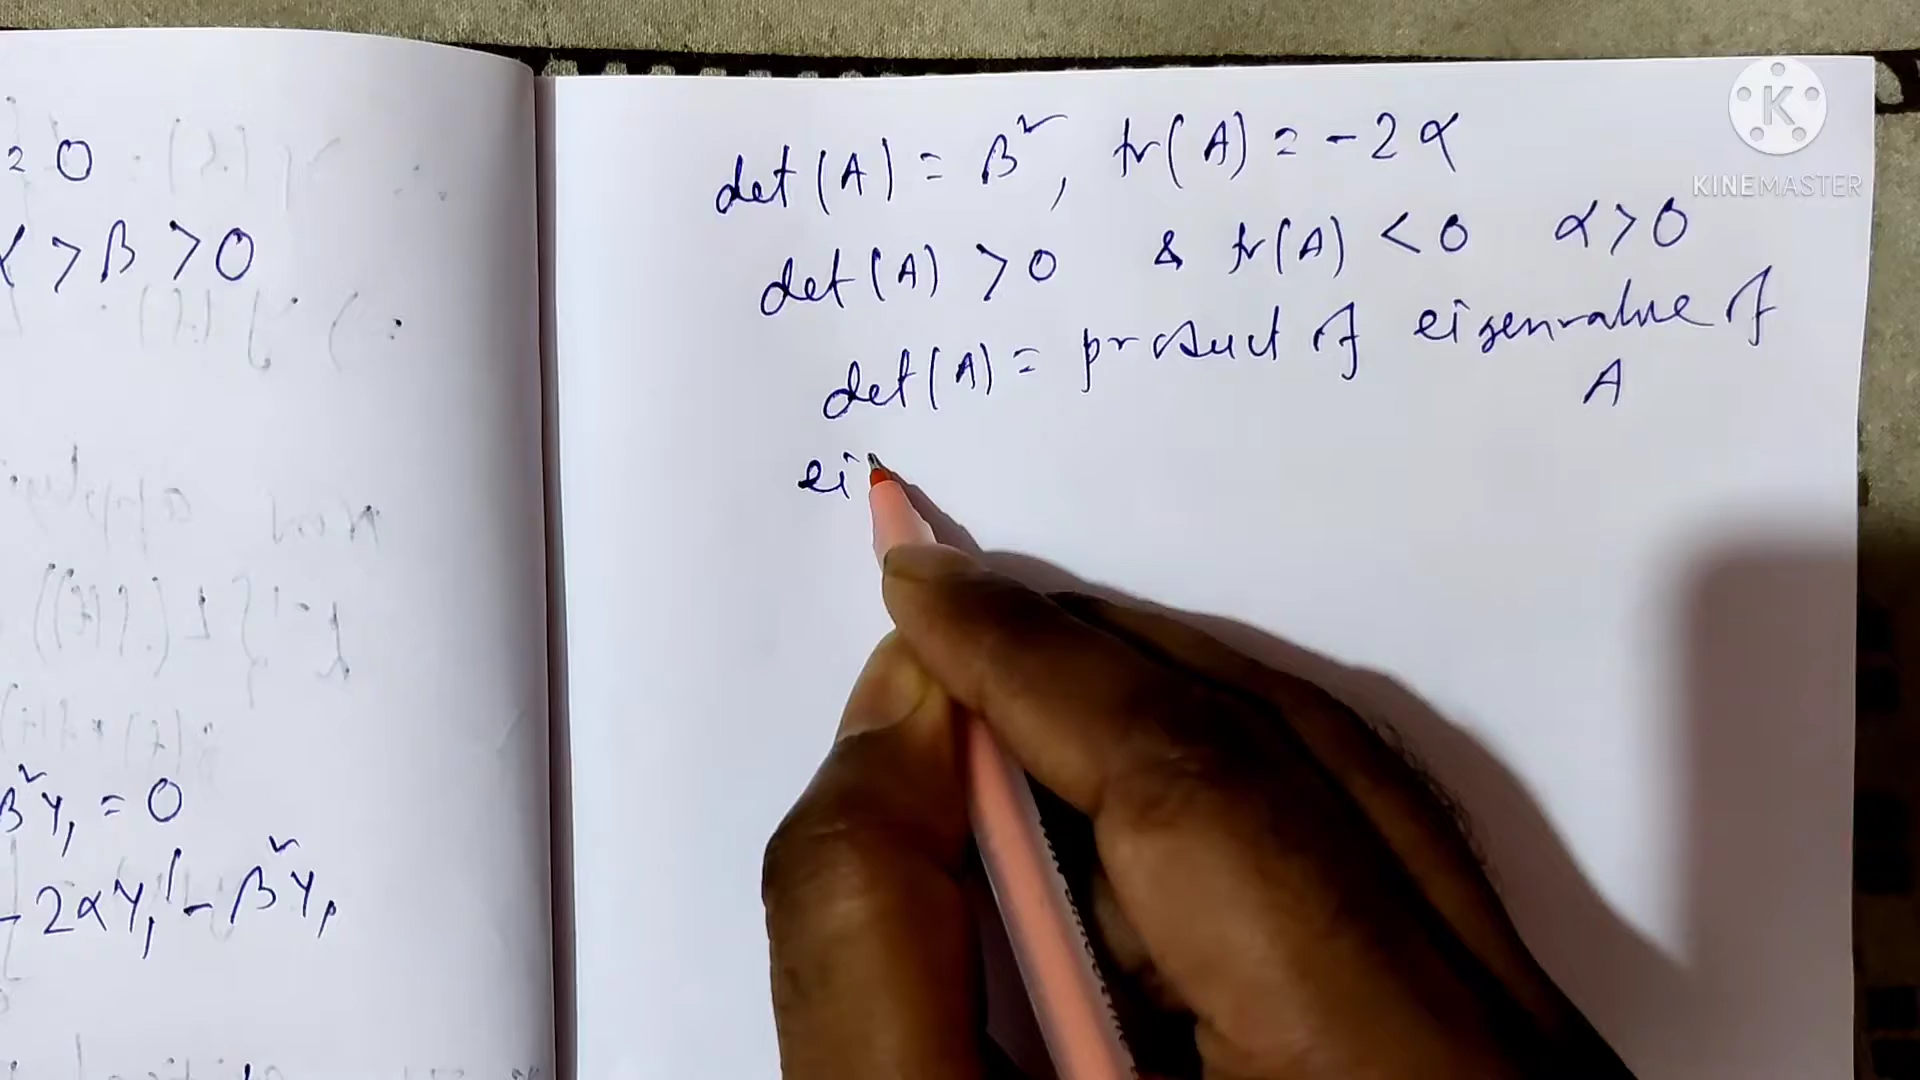 = 0
α > β > 0
β²y₁ = 0
- 2αy₁' - β²y₁
det(A) = β², tr(A) = -2α
det(A) > 0 & tr(A) < 0 α > 0
det(A) = product of eigenvalue of
A
ei
KINEMASTER